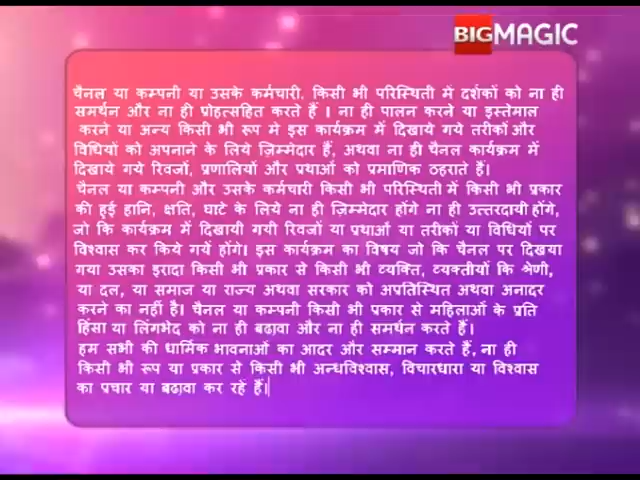 BIGMAGIC
चैनल या कम्पनी या उसके कर्मचारी, किसी भी परिस्थिती में दर्शकों को ना ही
समर्थन और ना ही प्रोहत्सहित करते हैं । ना ही पालन करने या इस्तेमाल
करने या अन्य किसी भी रूप मे इस कार्यक्रम में दिखाये गये तरीकों और
विधियों को अपनाने के लिये ज़िम्मेदार हैं, अथवा ना ही चैनल कार्यक्रम में
दिखाये गये रिवजों, प्रणालियों और प्रथाओं को प्रमाणिक ठहराते हैं।
चैनल या कम्पनी और उसके कर्मचारी किसी भी परिस्थिती में किसी भी प्रकार
की हुई हानि, क्षति, घाटे के लिये ना ही ज़िम्मेदार होंगे ना ही उत्तरदायी होंगे,
जो कि कार्यक्रम में दिखायी गयी रिवजों या प्रथाओं या तरीकों या विधियों पर
विश्वास कर किये गयें होंगे। इस कार्यक्रम का विषय जो कि चैनल पर दिखया
गया उसका इरादा किसी भी प्रकार से किसी भी व्यक्ति, व्यक्तीयों कि श्रेणी,
या दल, या समाज या राज्य अथवा सरकार को अपतिस्थित अथवा अनादर
करने का नहीं है। चैनल या कम्पनी किसी भी प्रकार से महिलाओं के प्रति
हिंसा या लिंगभेद को ना ही बढ़ावा और ना ही समर्थन करते हैं।
हम सभी की धार्मिक भावनाओं का आदर और सम्मान करते हैं, ना ही
किसी भी रूप या प्रकार से किसी भी अन्धविश्वास, विचारधारा या विश्वास
का प्रचार या बढ़ावा कर रहें हैं।